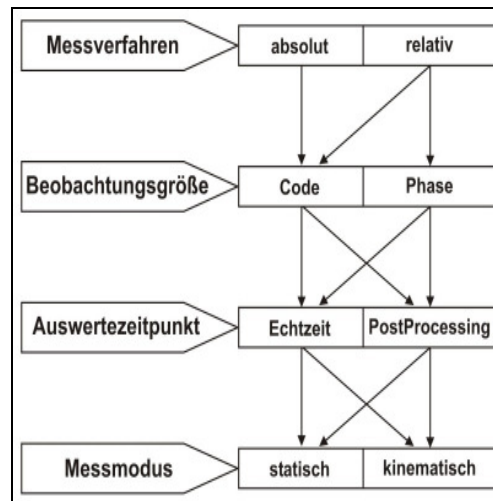 Messverfahren absolut relativ
Beobachtungsgröße Code Phase
Auswertezeitpunkt Echtzeit PostProcessing
Messmodus statisch kinematisch